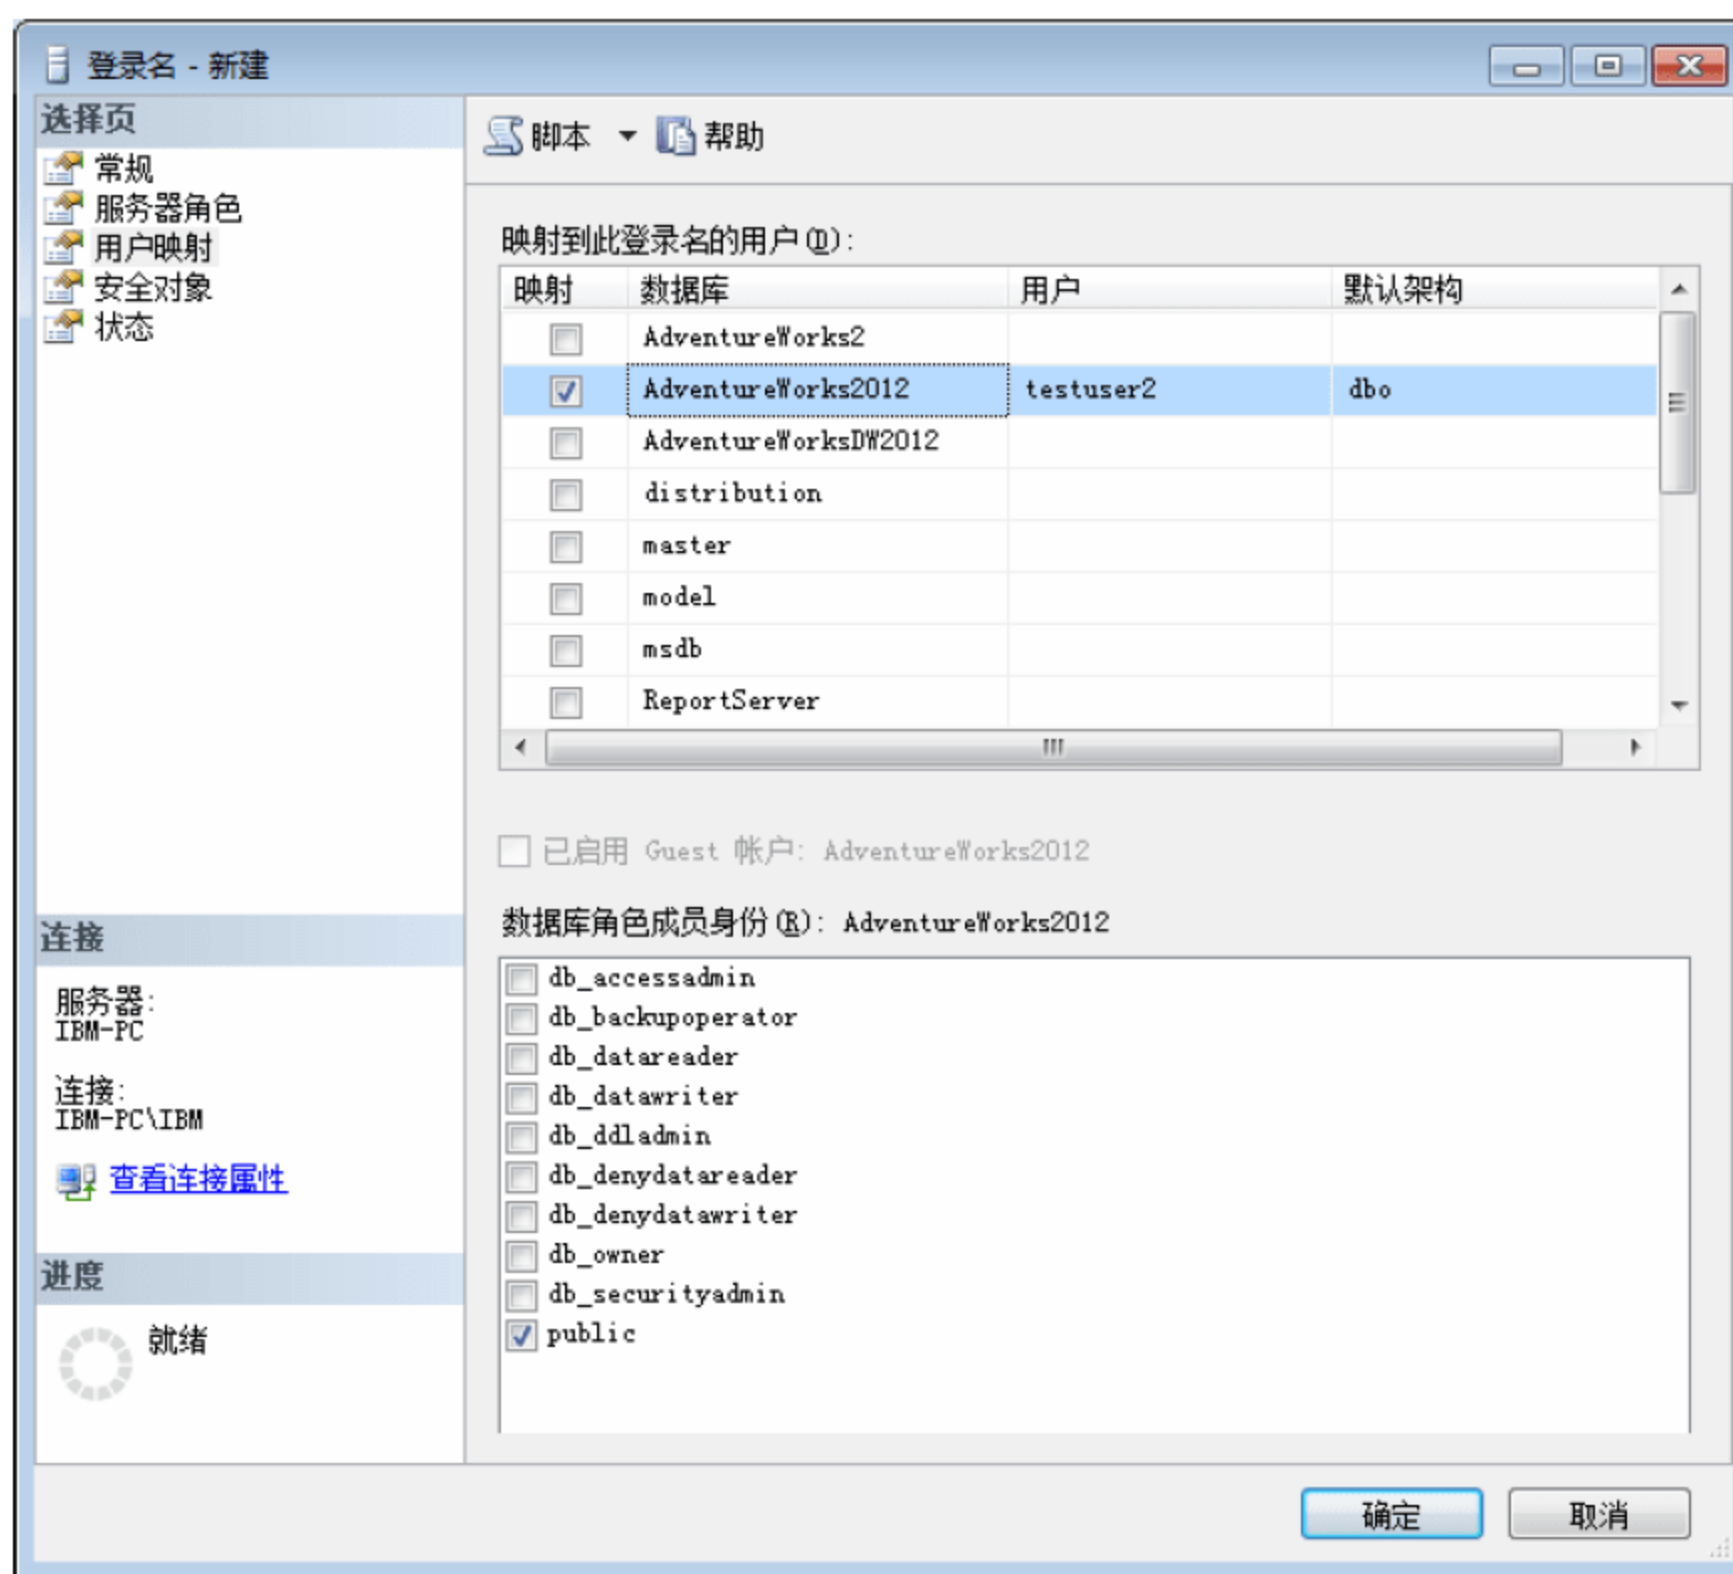 登录名 - 新建
选择页
常规
服务器角色
用户映射
安全对象
状态
脚本 帮助
映射到此登录名的用户(D):
映射 数据库 用户 默认架构
AdventureWorks2
AdventureWorks2012 testuser2 dbo
AdventureWorksDW2012
distribution
master
model
msdb
ReportServer
已启用 Guest 帐户: AdventureWorks2012
数据库角色成员身份(R): AdventureWorks2012
db_accessadmin
db_backupoperator
db_datareader
db_datawriter
db_ddladmin
db_denydatareader
db_denydatawriter
db_owner
db_securityadmin
public
连接
服务器:
IBM-PC
连接:
IBM-PC\IBM
查看连接属性
进度
就绪
确定 取消